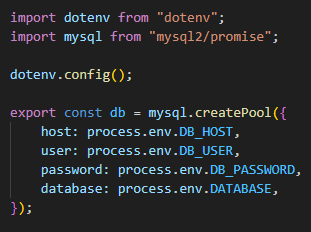 import dotenv from "dotenv";
import mysql from "mysql2/promise";
dotenv.config();
export const db = mysql.createPool({
host: process.env.DB_HOST,
user: process.env.DB_USER,
password: process.env.DB_PASSWORD,
database: process.env.DATABASE,
});